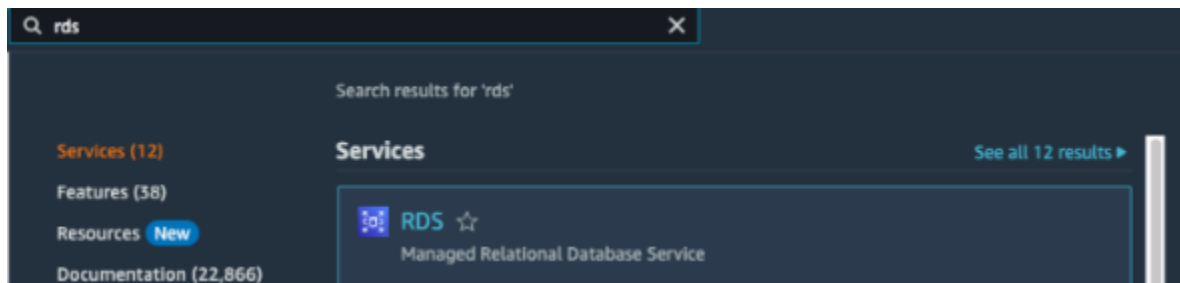 rds
Search results for 'rds'
Services (12)
Features (38)
Resources New
Documentation (22,866)
Services
See all 12 results
RDS
Managed Relational Database Service